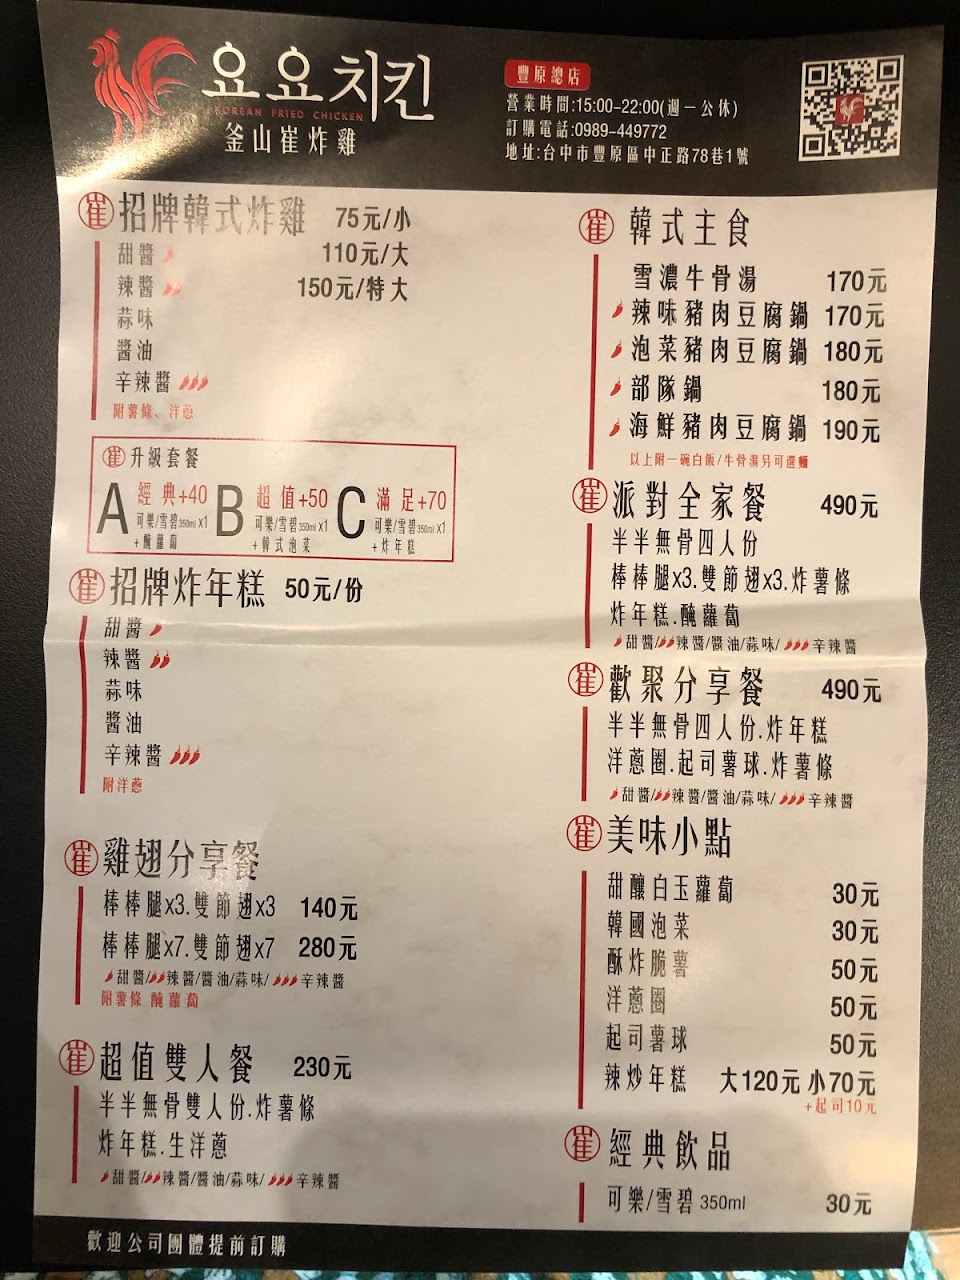 요요치킨
KOREAN FRIED CHICKEN
釜山崔炸雞
豐原總店
營業時間:15:00-22:00(週一公休)
訂購電話:0989-449772
地址:台中市豐原區中正路78巷1號
崔 招牌韓式炸雞 75元/小
甜醬 110元/大
辣醬 150元/特大
蒜味
醬油
辛辣醬
附薯條、洋蔥
崔 升級套餐
A 經典+40
可樂/雪碧350ml x1
+醃蘿蔔
B 超值+50
可樂/雪碧350ml x1
+韓式泡菜
C 滿足+70
可樂/雪碧350ml x1
+炸年糕
崔 招牌炸年糕 50元/份
甜醬
辣醬
蒜味
醬油
辛辣醬
附洋蔥
崔 雞翅分享餐
棒棒腿x3.雙節翅x3 140元
棒棒腿x7.雙節翅x7 280元
甜醬/辣醬/醬油/蒜味/辛辣醬
附薯條 醃蘿蔔
崔 超值雙人餐 230元
半半無骨雙人份.炸薯條
炸年糕.生洋蔥
甜醬/辣醬/醬油/蒜味/辛辣醬
崔 韓式主食
雪濃牛骨湯 170元
辣味豬肉豆腐鍋 170元
泡菜豬肉豆腐鍋 180元
部隊鍋 180元
海鮮豬肉豆腐鍋 190元
以上附一碗白飯/牛骨湯另可選麵
崔 派對全家餐 490元
半半無骨四人份
棒棒腿x3.雙節翅x3.炸薯條
炸年糕.醃蘿蔔
甜醬/辣醬/醬油/蒜味/辛辣醬
崔 歡聚分享餐 490元
半半無骨四人份.炸年糕
洋蔥圈.起司薯球.炸薯條
甜醬/辣醬/醬油/蒜味/辛辣醬
崔 美味小點
甜釀白玉蘿蔔 30元
韓國泡菜 30元
酥炸脆薯 50元
洋蔥圈 50元
起司薯球 50元
辣炒年糕 大120元 小70元
+起司10元
崔 經典飲品
可樂/雪碧 350ml 30元
歡迎公司團體提前訂購